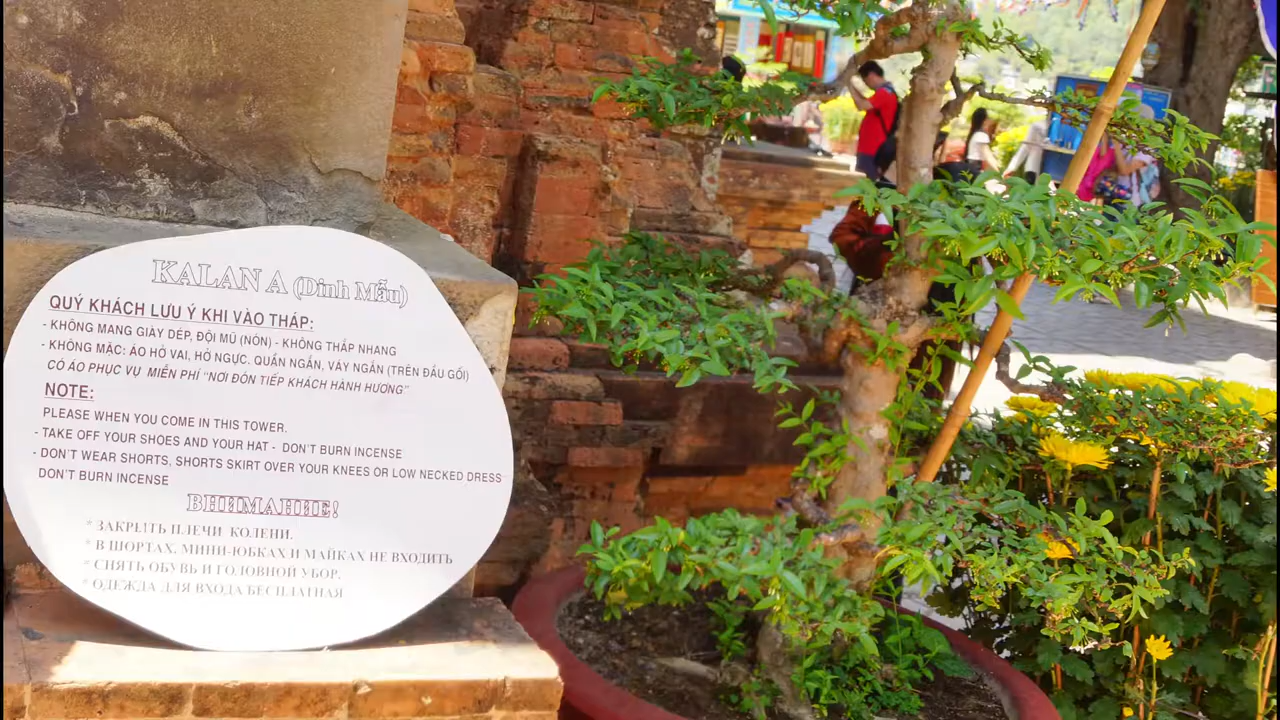 KALAN A (Dinh Mẫu)
QUÝ KHÁCH LƯU Ý KHI VÀO THÁP:
- KHÔNG MANG GIÀY DÉP, ĐỘI MŨ (NÓN) - KHÔNG THẮP NHANG
- KHÔNG MẶC: ÁO HỞ VAI, HỞ NGỰC. QUẦN NGẮN, VÁY NGẮN (TRÊN ĐẦU GỐI)
CÓ ÁO PHỤC VỤ MIỄN PHÍ "NƠI ĐÓN TIẾP KHÁCH HÀNH HƯƠNG"
NOTE:
PLEASE WHEN YOU COME IN THIS TOWER.
- TAKE OFF YOUR SHOES AND YOUR HAT - DON'T BURN INCENSE
- DON'T WEAR SHORTS, SHORTS SKIRT OVER YOUR KNEES OR LOW NECKED DRESS
DON'T BURN INCENSE
ВНИМАНИЕ!
* ЗАКРЫТЬ ПЛЕЧИ КОЛЕНИ.
* В ШОРТАХ, МИНИ-ЮБКАХ И МАЙКАХ НЕ ВХОДИТЬ
* СНЯТЬ ОБУВЬ И ГОЛОВНОЙ УБОР.
* ОДЕЖДА ДЛЯ ВХОДА БЕСПЛАТНАЯ